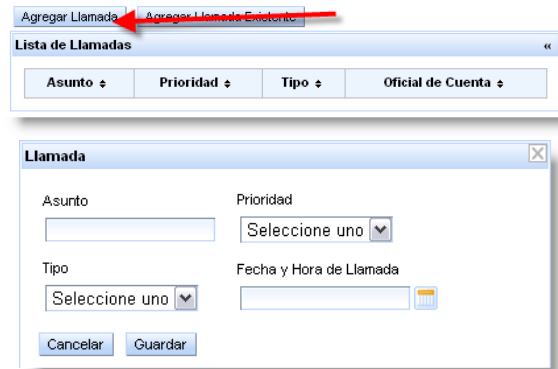 Agregar Llamada Agregar Llamada Existente
Lista de Llamadas «
Asunto Prioridad Tipo Oficial de Cuenta
Llamada
Asunto Prioridad
Seleccione uno
Tipo Fecha y Hora de Llamada
Seleccione uno
Cancelar Guardar